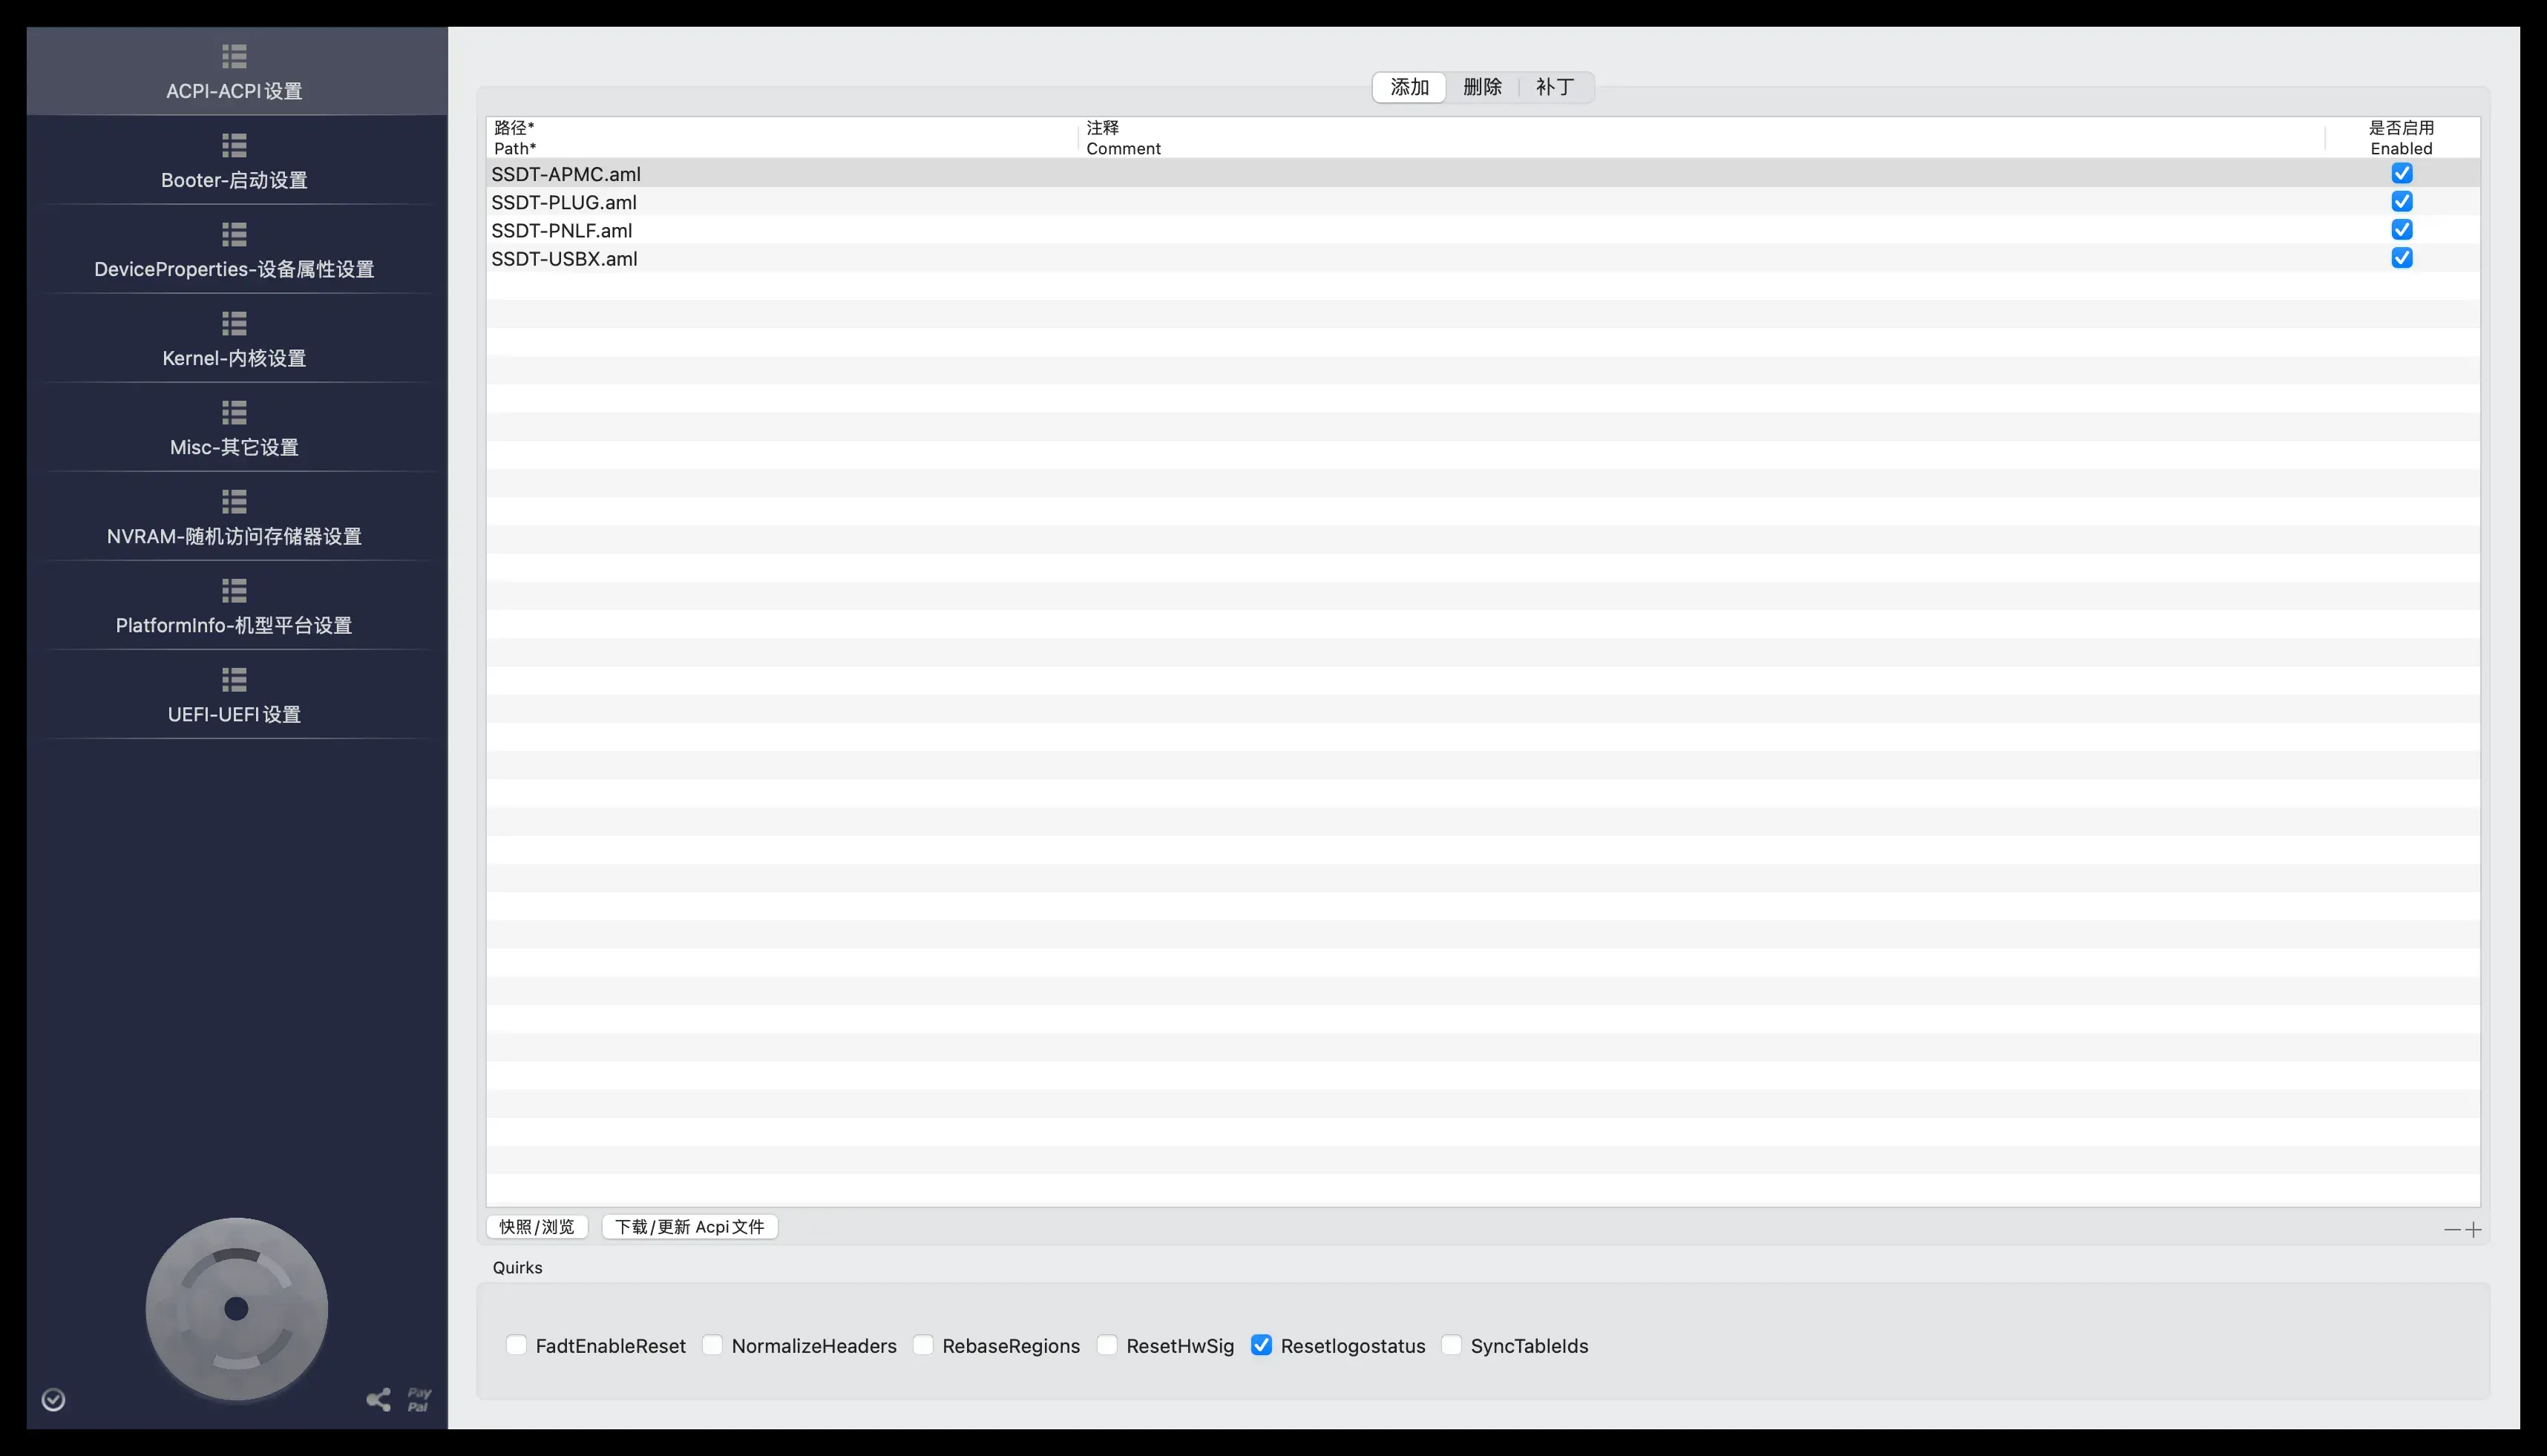 ACPI-ACPI设置
Booter-启动设置
DeviceProperties-设备属性设置
Kernel-内核设置
Misc-其它设置
NVRAM-随机访问存储器设置
PlatformInfo-机型平台设置
UEFI-UEFI设置
Pay
Pal
添加 删除 补丁
路径* 注释 是否启用
Path* Comment Enabled
SSDT-APMC.aml
SSDT-PLUG.aml
SSDT-PNLF.aml
SSDT-USBX.aml
快照/浏览 下载/更新 Acpi文件
Quirks
FadtEnableReset NormalizeHeaders RebaseRegions ResetHwSig Resetlogostatus SyncTableIds